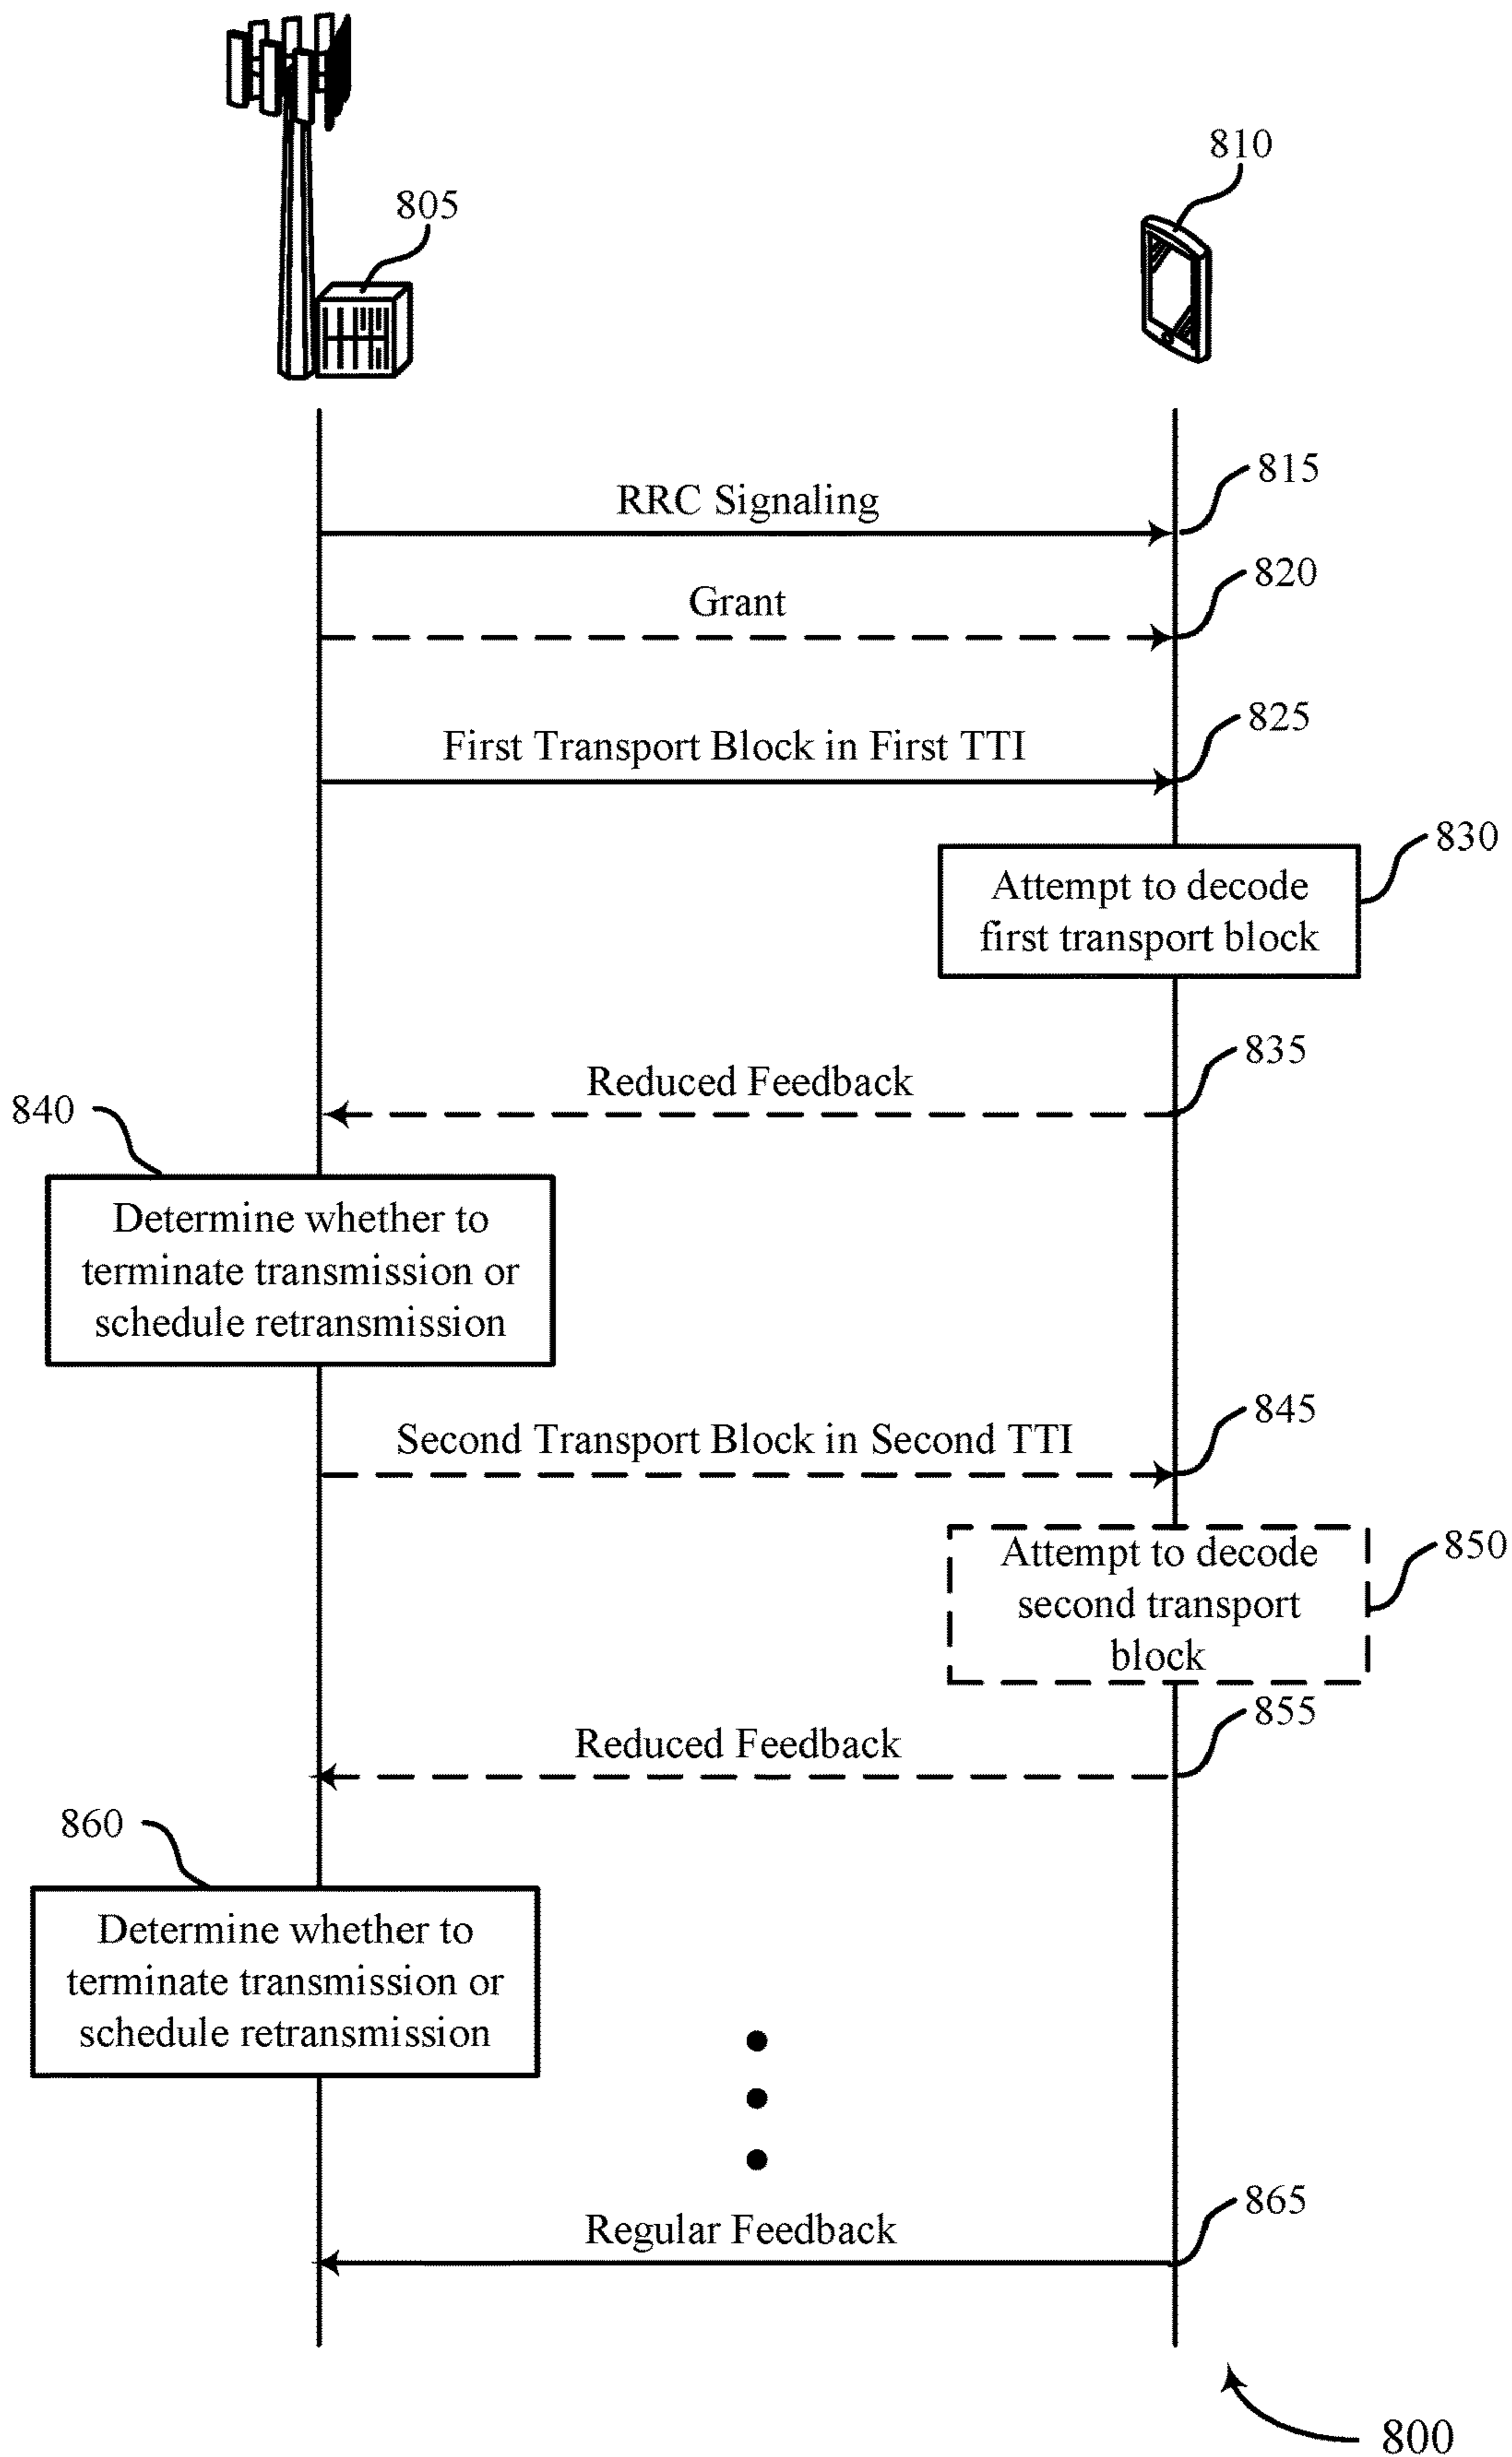 810
805
815
RRC Signaling
820
Grant
825
First Transport Block in First TTI
830
Attempt to decode
first transport block
835
Reduced Feedback
840
Determine whether to
terminate transmission or
schedule retransmission
845
Second Transport Block in Second TTI
850
Attempt to decode
second transport
block
855
Reduced Feedback
860
Determine whether to
terminate transmission or
schedule retransmission
865
Regular Feedback
800